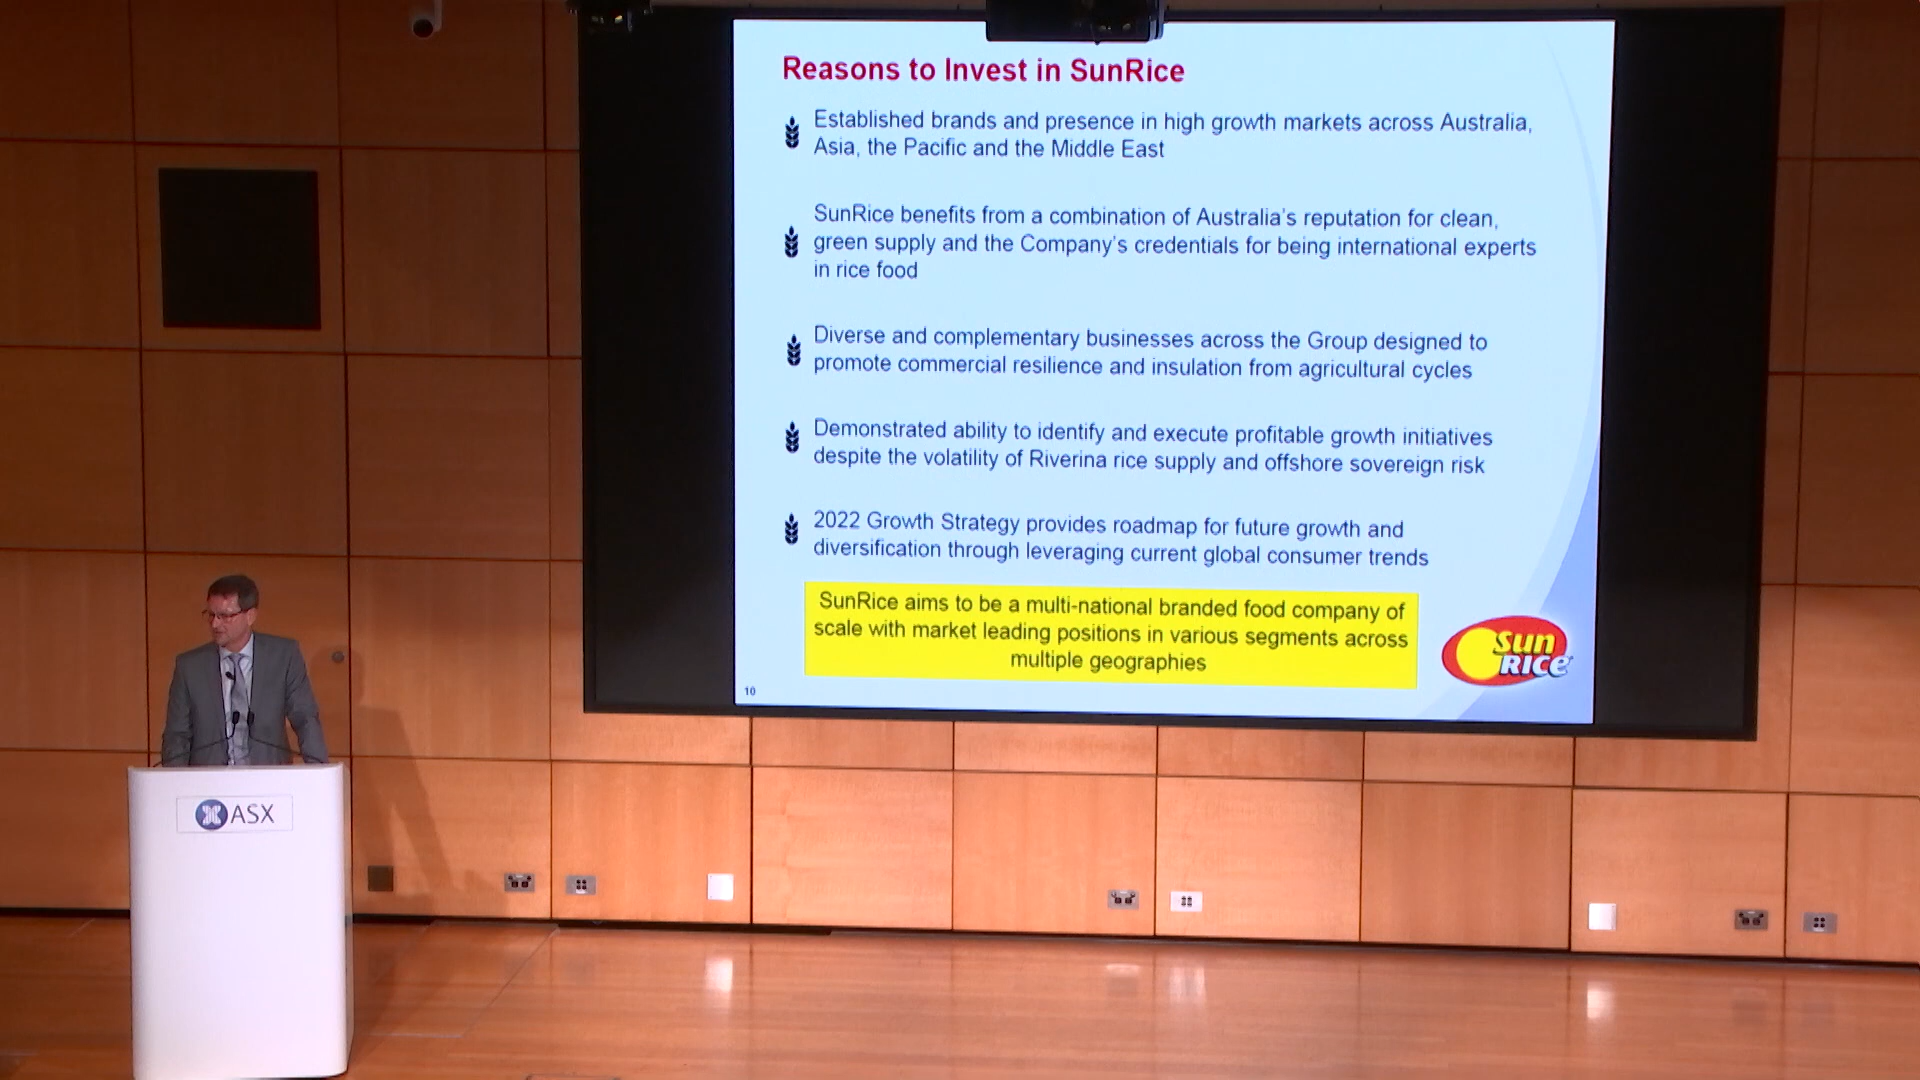 Reasons to Invest in SunRice
Established brands and presence in high growth markets across Australia,
Asia, the Pacific and the Middle East
SunRice benefits from a combination of Australia's reputation for clean,
green supply and the Company's credentials for being international experts
in rice food
Diverse and complementary businesses across the Group designed to
promote commercial resilience and insulation from agricultural cycles
Demonstrated ability to identify and execute profitable growth initiatives
despite the volatility of Riverina rice supply and offshore sovereign risk
2022 Growth Strategy provides roadmap for future growth and
diversification through leveraging current global consumer trends
SunRice aims to be a multi-national branded food company of
scale with market leading positions in various segments across
multiple geographies
Sun
RICe
10
ASX